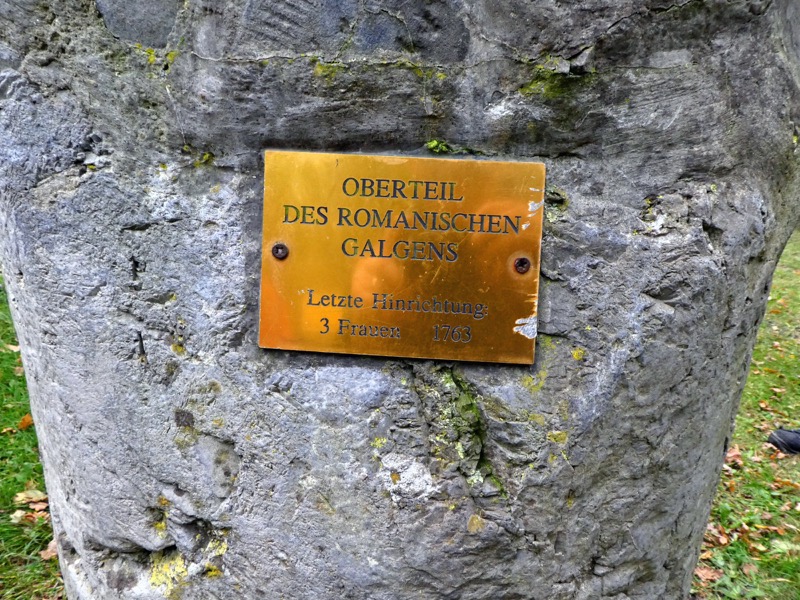 OBERTEIL
DES ROMANISCHEN
GALGENS
Letzte Hinrichtung:
3 Frauen 1763